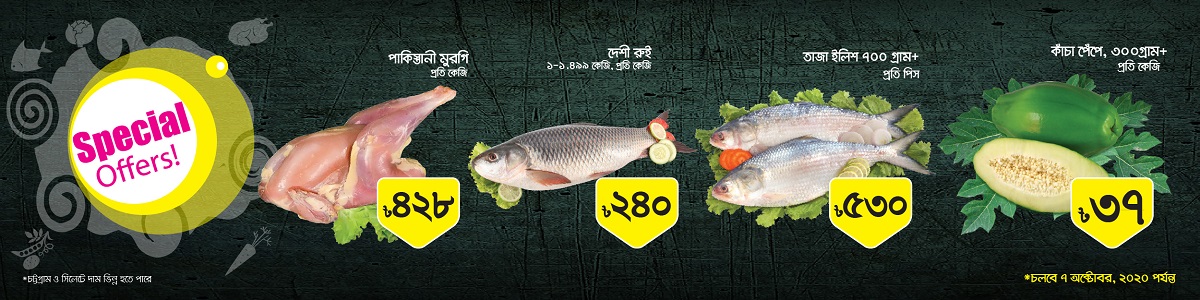 Special
Offers!
পাকিস্তানী মুরগি
প্রতি কেজি
৳৪২৮
দেশী রুই
১-১.৪৯৯ কেজি, প্রতি কেজি
৳২৪০
তাজা ইলিশ ৭০০ গ্রাম+
প্রতি পিস
৳৫৩০
কাঁচা পেঁপে, ৩০০গ্রাম+
প্রতি কেজি
৳৩৭
*চট্টগ্রাম ও সিলেটে দাম ভিন্ন হতে পারে
*চলবে ৭ অক্টোবর, ২০২০ পর্যন্ত